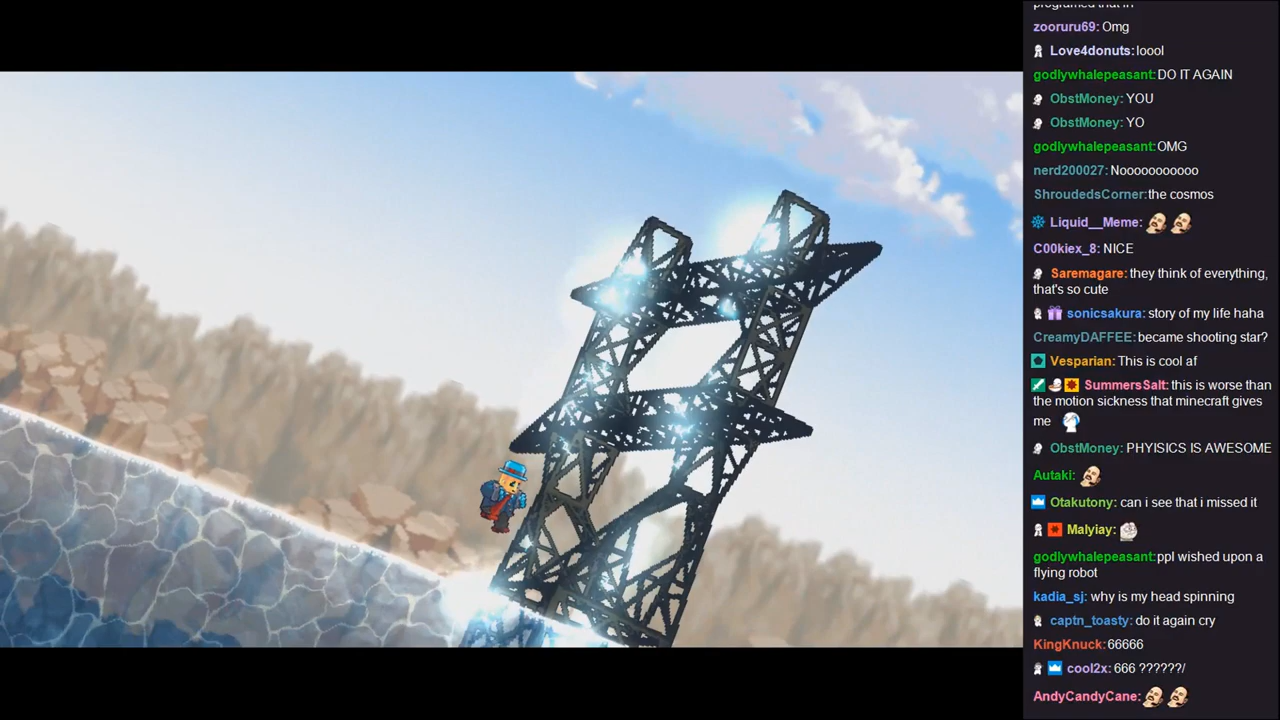 programed that in
zooruru69: Omg
Love4donuts: loool
godlywhalepeasant: DO IT AGAIN
ObstMoney: YOU
ObstMoney: YO
godlywhalepeasant: OMG
nerd200027: Nooooooooooo
ShroudedsCorner: the cosmos
Liquid__Meme:
C00kiex_8: NICE
Saremagare: they think of everything,
that's so cute
sonicsakura: story of my life haha
CreamyDAFFEE: became shooting star?
Vesparian: This is cool af
SummersSalt: this is worse than
the motion sickness that minecraft gives
me
ObstMoney: PHYISICS IS AWESOME
Autaki:
Otakutony: can i see that i missed it
Malyiay:
godlywhalepeasant: ppl wished upon a
flying robot
kadia_sj: why is my head spinning
captn_toasty: do it again cry
KingKnuck: 66666
cool2x: 666 ??????/
AndyCandyCane: